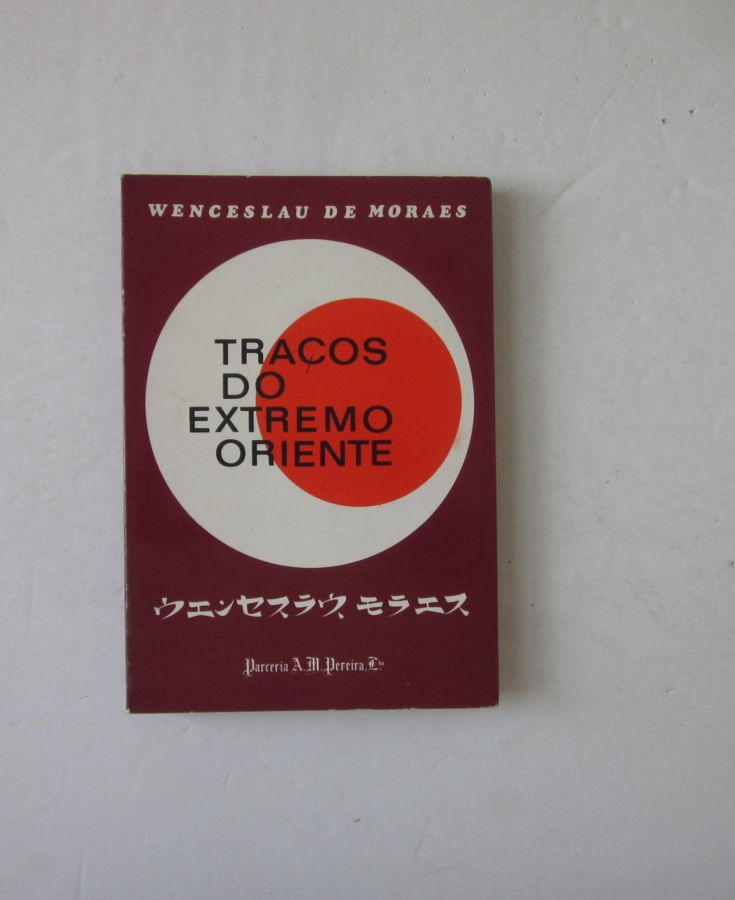 WENCESLAU DE MORAES
TRAÇOS
DO
EXTREMO
ORIENTE
ウエンセスラウ、モラエス
Parceria A. M. Pereira, L.da